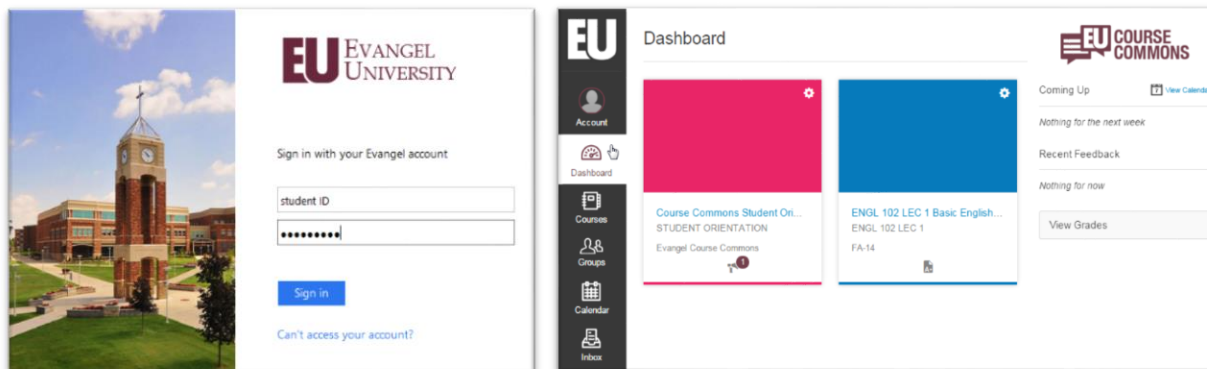 EU EVANGEL
UNIVERSITY
Sign in with your Evangel account
student ID
Sign in
Can't access your account?
EU
Account
Dashboard
Courses
Groups
Calendar
Inbox
Dashboard
Course Commons Student Ori...
STUDENT ORIENTATION
Evangel Course Commons
1
ENGL 102 LEC 1 Basic English...
ENGL 102 LEC 1
FA-14
EU COURSE
COMMONS
Coming Up
View Calenda
Nothing for the next week
Recent Feedback
Nothing for now
View Grades